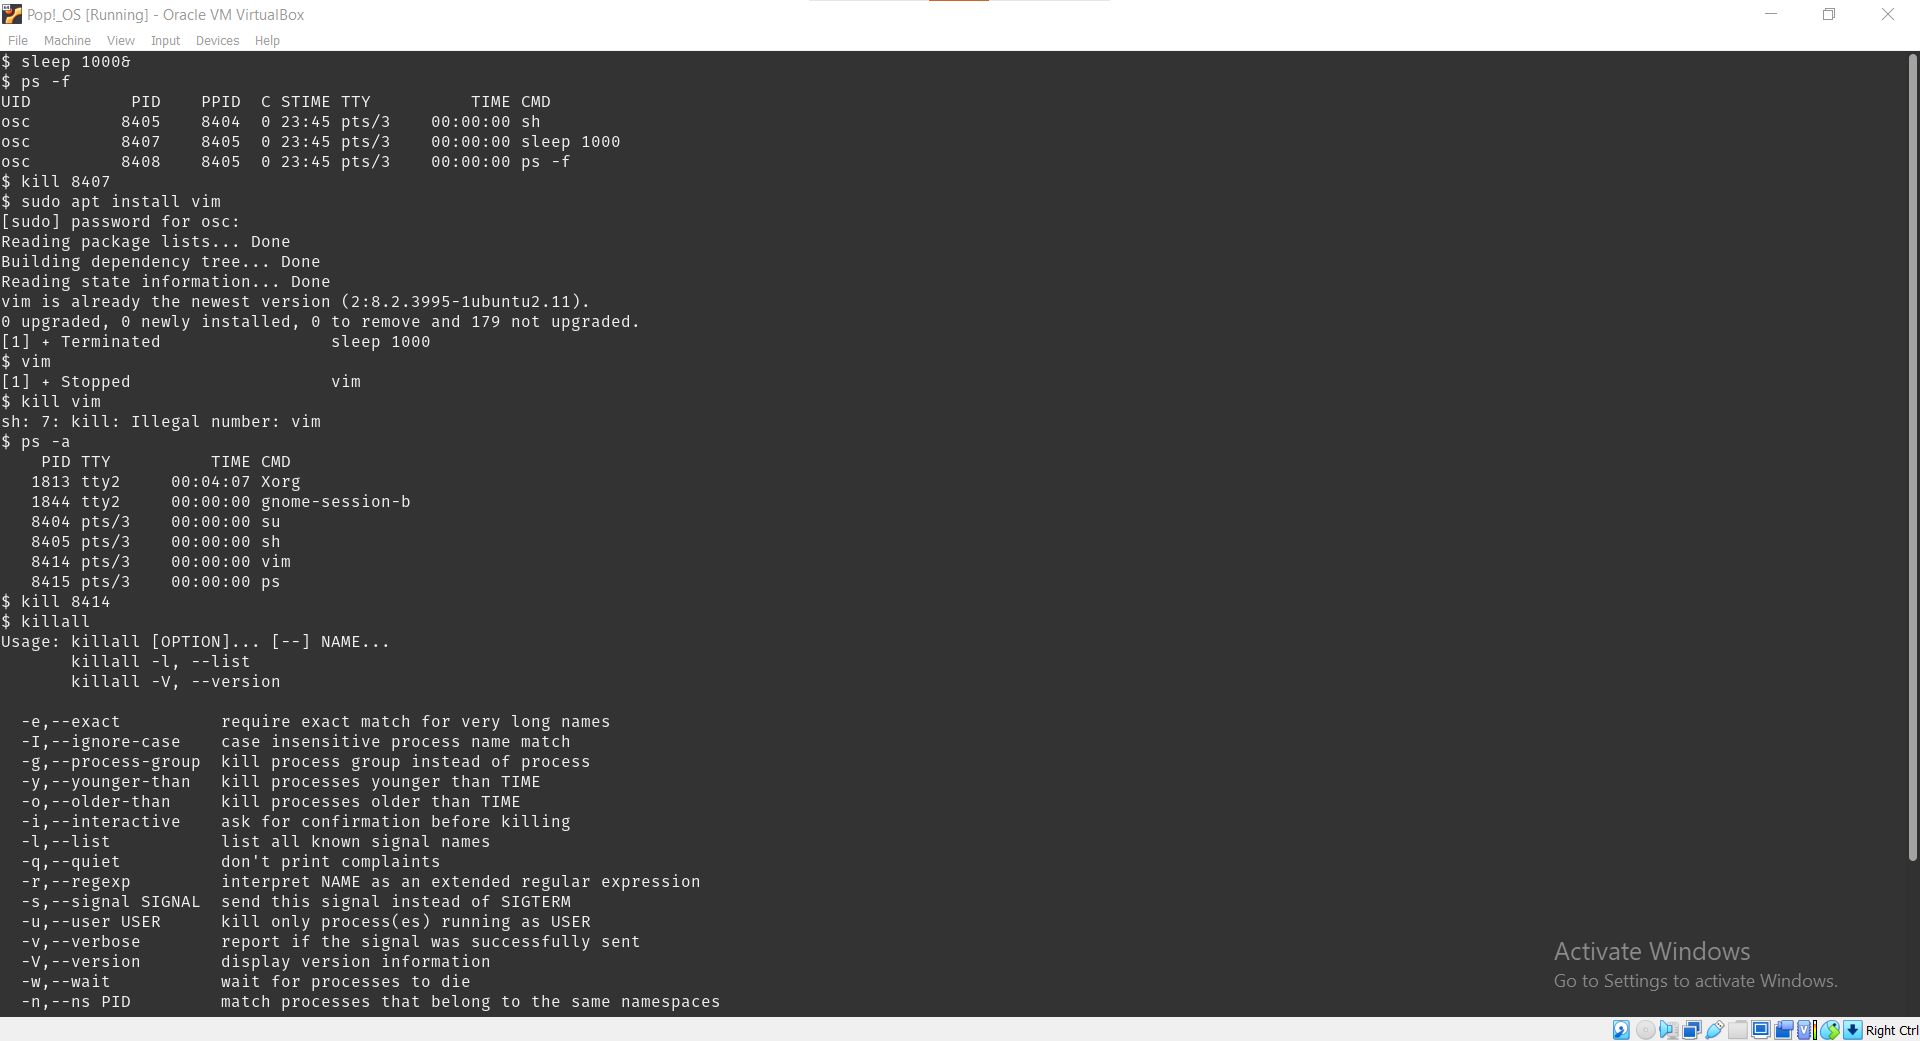 Pop!_OS [Running] - Oracle VM VirtualBox
File Machine View Input Devices Help
$ sleep 1000&
$ ps -f
UID          PID    PPID  C STIME TTY          TIME CMD
osc         8405    8404  0 23:45 pts/3    00:00:00 sh
osc         8407    8405  0 23:45 pts/3    00:00:00 sleep 1000
osc         8408    8405  0 23:45 pts/3    00:00:00 ps -f
$ kill 8407
$ sudo apt install vim
[sudo] password for osc:
Reading package lists... Done
Building dependency tree... Done
Reading state information... Done
vim is already the newest version (2:8.2.3995-1ubuntu2.11).
0 upgraded, 0 newly installed, 0 to remove and 179 not upgraded.
[1] + Terminated                 sleep 1000
$ vim
[1] + Stopped                    vim
$ kill vim
sh: 7: kill: Illegal number: vim
$ ps -a
    PID TTY          TIME CMD
   1813 tty2     00:04:07 Xorg
   1844 tty2     00:00:00 gnome-session-b
   8404 pts/3    00:00:00 su
   8405 pts/3    00:00:00 sh
   8414 pts/3    00:00:00 vim
   8415 pts/3    00:00:00 ps
$ kill 8414
$ killall
Usage: killall [OPTION]... [--] NAME...
       killall -l, --list
       killall -V, --version
  -e,--exact          require exact match for very long names
  -I,--ignore-case    case insensitive process name match
  -g,--process-group  kill process group instead of process
  -y,--younger-than   kill processes younger than TIME
  -o,--older-than     kill processes older than TIME
  -i,--interactive    ask for confirmation before killing
  -l,--list           list all known signal names
  -q,--quiet          don't print complaints
  -r,--regexp         interpret NAME as an extended regular expression
  -s,--signal SIGNAL  send this signal instead of SIGTERM
  -u,--user USER      kill only process(es) running as USER
  -v,--verbose        report if the signal was successfully sent
  -V,--version        display version information
  -w,--wait           wait for processes to die
  -n,--ns PID         match processes that belong to the same namespaces
Activate Windows
Go to Settings to activate Windows.
Right Ctrl